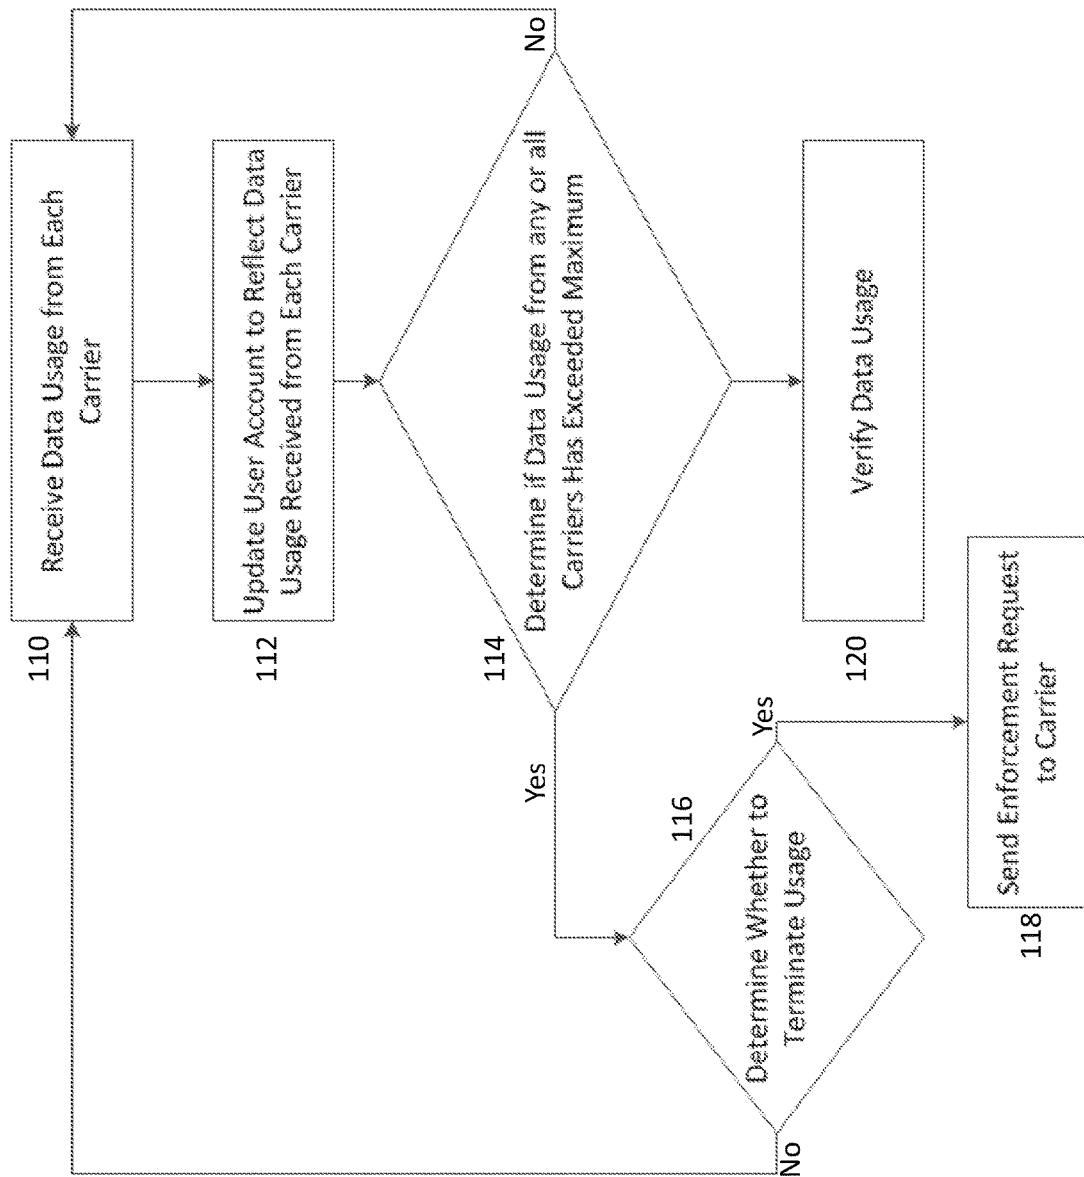 110
Receive Data Usage from Each
Carrier
112
Update User Account to Reflect Data
Usage Received from Each Carrier
114
Determine if Data Usage from any or all
Carriers Has Exceeded Maximum
No
Yes
116
Determine Whether to
Terminate Usage
No
Yes
118
Send Enforcement Request
to Carrier
120
Verify Data Usage